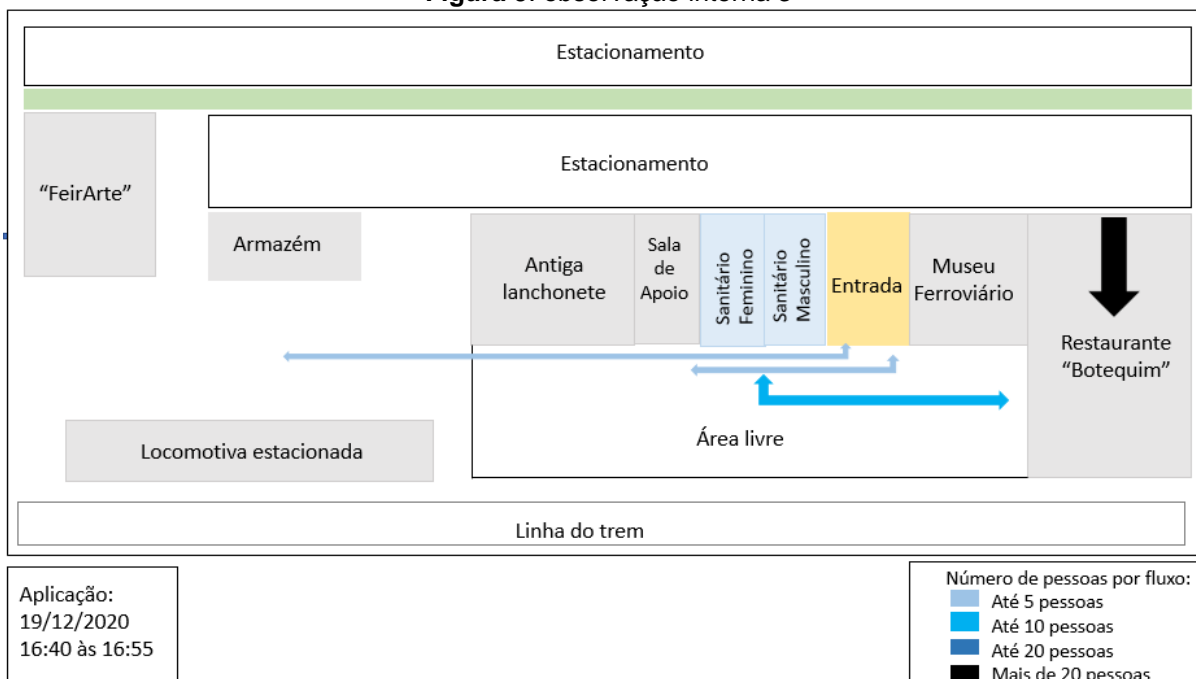 Estacionamento
“FeirArte”
Estacionamento
Armazém
Antiga
lanchonete
Sala
de
Apoio
Sanitário
Feminino
Sanitário
Masculino
Entrada
Museu
Ferroviário
Restaurante
“Botequim”
Locomotiva estacionada
Área livre
Linha do trem
Aplicação:
19/12/2020
16:40 às 16:55
Número de pessoas por fluxo:
Até 5 pessoas
Até 10 pessoas
Até 20 pessoas
Mais de 20 pessoas